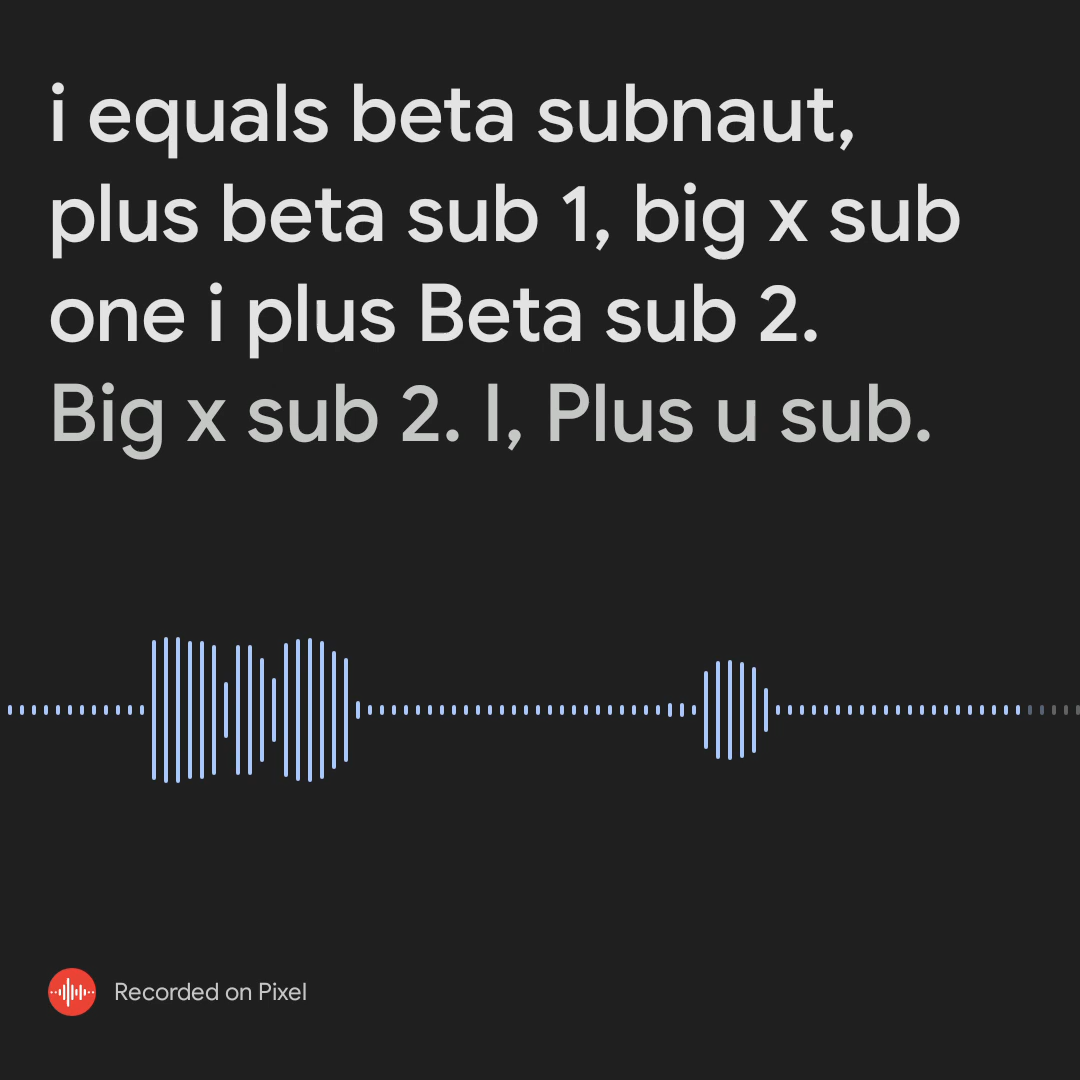 i equals beta subnaut,
plus beta sub 1, big x sub
one i plus Beta sub 2.
Big x sub 2. I, Plus u sub.
Recorded on Pixel